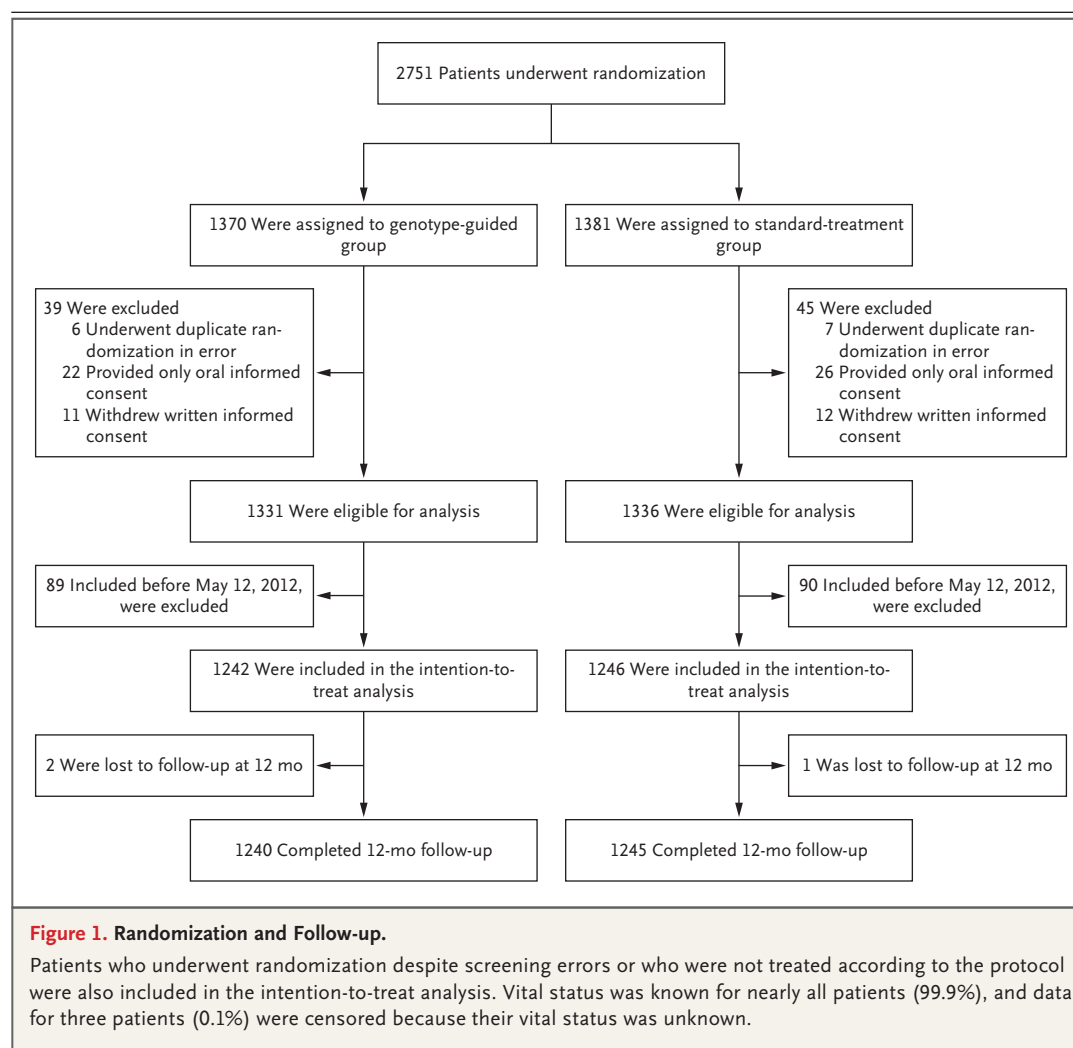 2751 Patients underwent randomization
1370 Were assigned to genotype-guided
group
1381 Were assigned to standard-treatment
group
39 Were excluded
6 Underwent duplicate ran-
domization in error
22 Provided only oral informed
consent
11 Withdrew written informed
consent
45 Were excluded
7 Underwent duplicate ran-
domization in error
26 Provided only oral informed
consent
12 Withdrew written informed
consent
1331 Were eligible for analysis
1336 Were eligible for analysis
89 Included before May 12, 2012,
were excluded
90 Included before May 12, 2012,
were excluded
1242 Were included in the intention-to-
treat analysis
1246 Were included in the intention-to-
treat analysis
2 Were lost to follow-up at 12 mo
1 Was lost to follow-up at 12 mo
1240 Completed 12-mo follow-up
1245 Completed 12-mo follow-up
Figure 1. Randomization and Follow-up.
Patients who underwent randomization despite screening errors or who were not treated according to the protocol
were also included in the intention-to-treat analysis. Vital status was known for nearly all patients (99.9%), and data
for three patients (0.1%) were censored because their vital status was unknown.